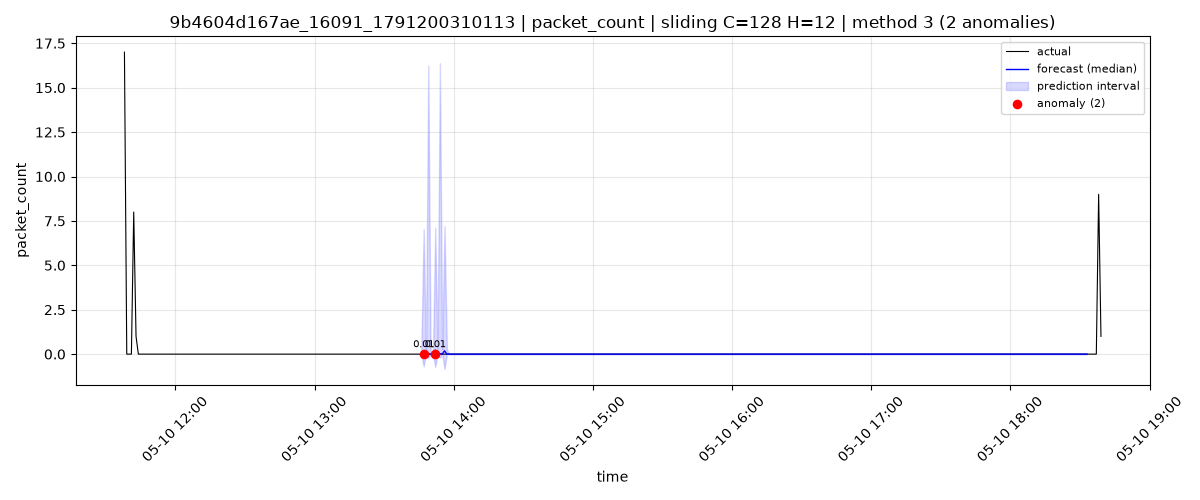 9b4604d167ae_16091_1791200310113 | packet_count | sliding C=128 H=12 | method 3 (2 anomalies)
actual
forecast (median)
prediction interval
anomaly (2)
packet_count
17.5
15.0
12.5
10.0
7.5
5.0
2.5
0.0
05-10 12:00
05-10 13:00
05-10 14:00
05-10 15:00
05-10 16:00
05-10 17:00
05-10 18:00
05-10 19:00
time